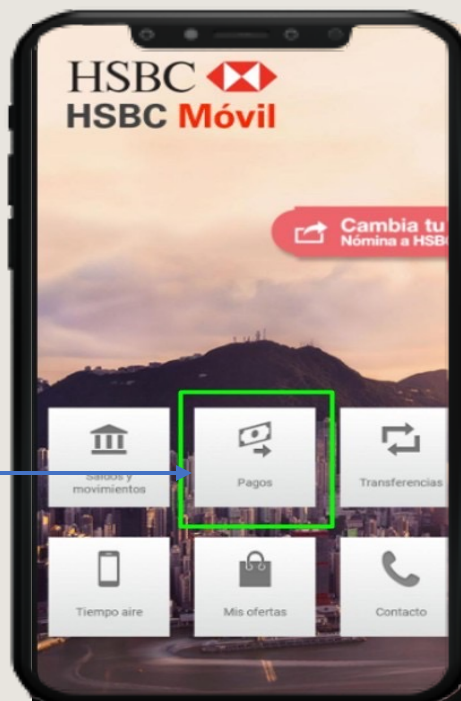 HSBC
HSBC Móvil
Cambia tu
Nómina a HSB
Saldos y
movimientos
Pagos
Transferencias
Tiempo aire
Mis ofertas
Contacto